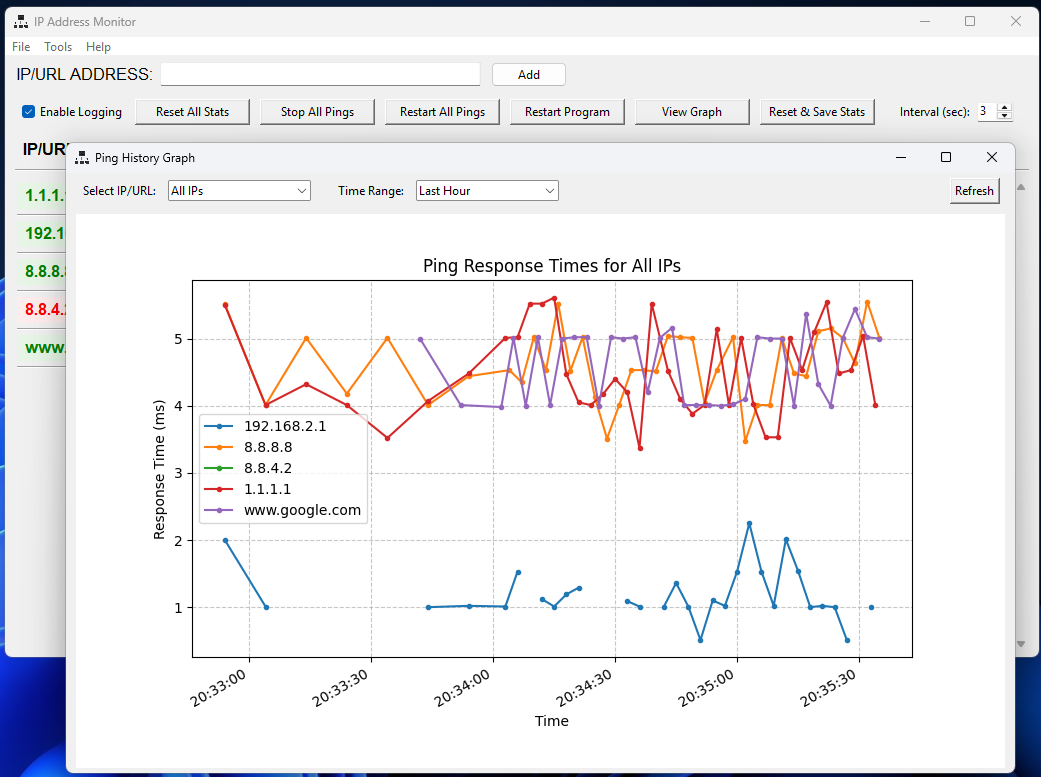 IP Address Monitor
File Tools Help
IP/URL ADDRESS: Add
Enable Logging Reset All Stats Stop All Pings Restart All Pings Restart Program View Graph Reset & Save Stats Interval (sec): 3
Ping History Graph
Select IP/URL: All IPs Time Range: Last Hour Refresh
1.1.1.
192.1
8.8.8.
8.8.4.
www.
Ping Response Times for All IPs
Response Time (ms)
5
4
3
2
1
192.168.2.1
8.8.8.8
8.8.4.2
1.1.1.1
www.google.com
20:33:00 20:33:30 20:34:00 20:34:30 20:35:00 20:35:30
Time